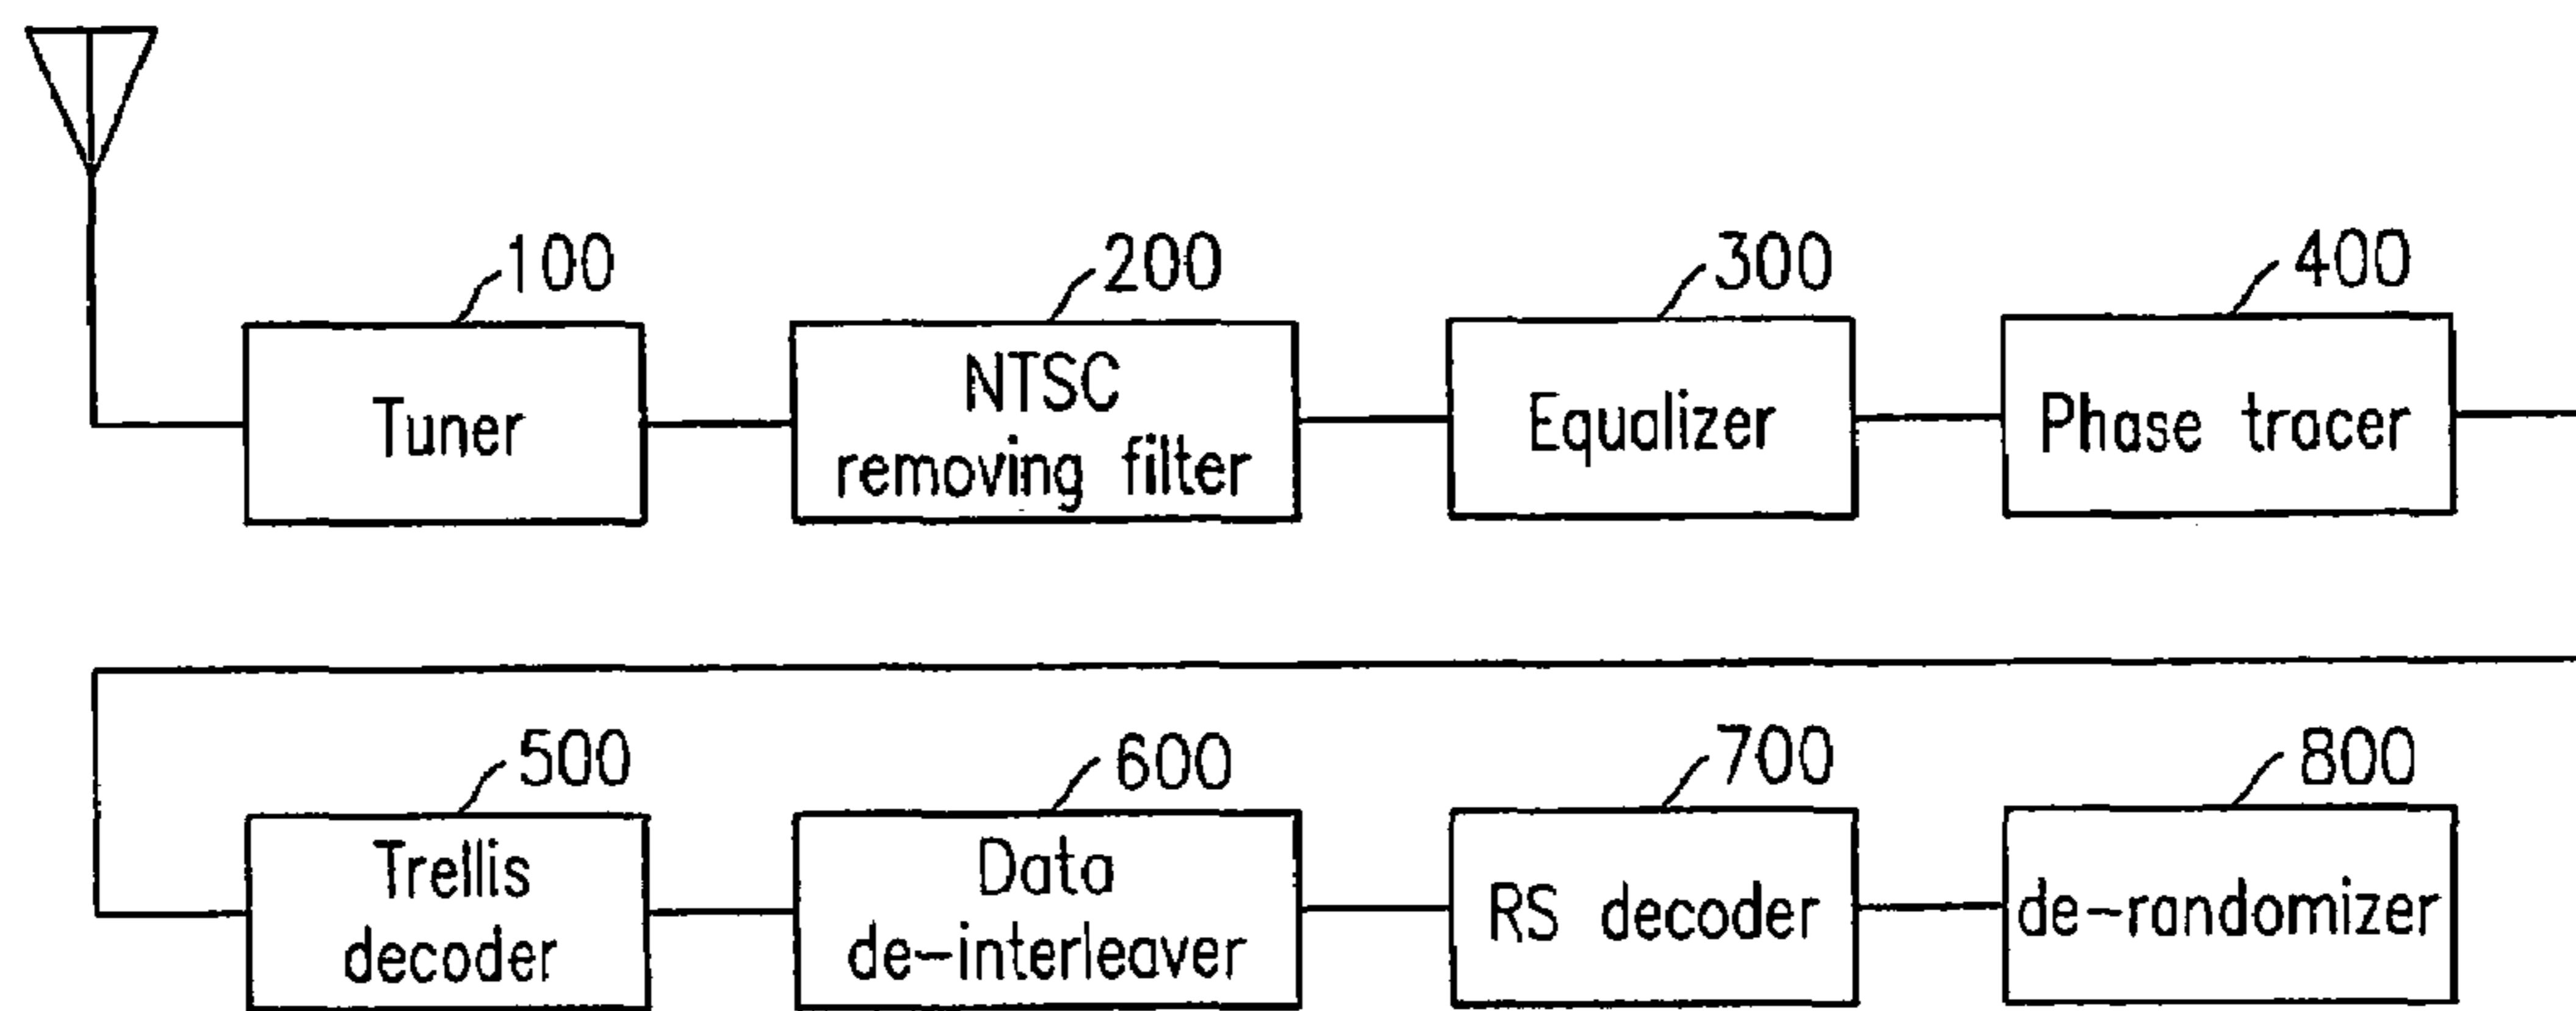 100
Tuner
200
NTSC
removing filter
300
Equalizer
400
Phase tracer
500
Trellis
decoder
600
Data
de-interleaver
700
RS decoder
800
de-randomizer